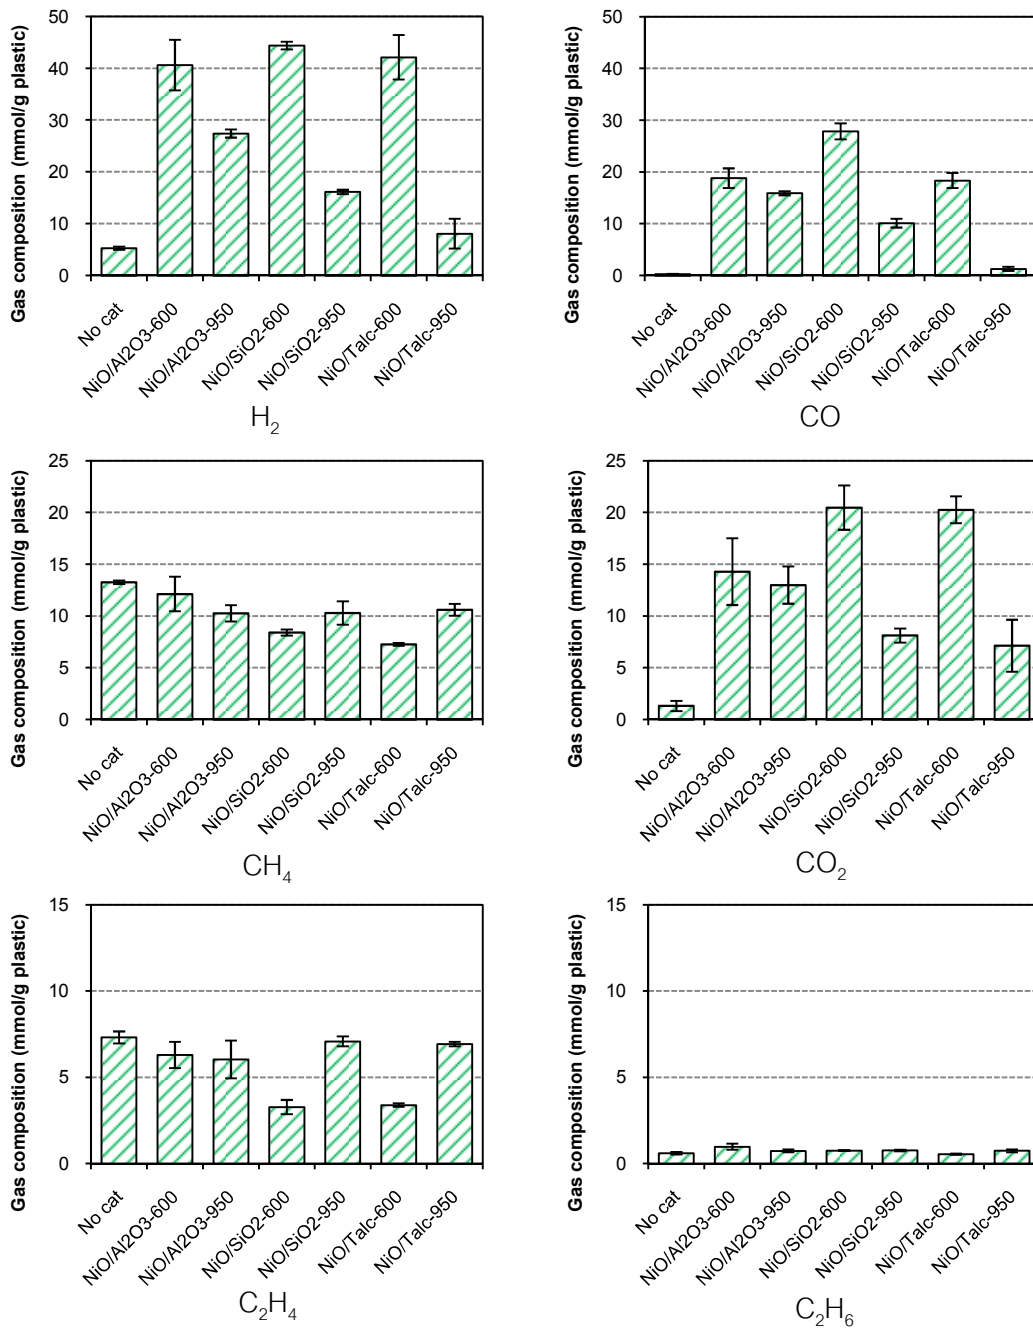 Gas composition (mmol/g plastic)
50
40
30
20
10
0
No cat
NiO/Al2O3-600
NiO/Al2O3-950
NiO/SiO2-600
NiO/SiO2-950
NiO/Talc-600
NiO/Talc-950
H₂
Gas composition (mmol/g plastic)
50
40
30
20
10
0
No cat
NiO/Al2O3-600
NiO/Al2O3-950
NiO/SiO2-600
NiO/SiO2-950
NiO/Talc-600
NiO/Talc-950
CO
Gas composition (mmol/g plastic)
25
20
15
10
5
0
No cat
NiO/Al2O3-600
NiO/Al2O3-950
NiO/SiO2-600
NiO/SiO2-950
NiO/Talc-600
NiO/Talc-950
CH₄
Gas composition (mmol/g plastic)
25
20
15
10
5
0
No cat
NiO/Al2O3-600
NiO/Al2O3-950
NiO/SiO2-600
NiO/SiO2-950
NiO/Talc-600
NiO/Talc-950
CO₂
Gas composition (mmol/g plastic)
15
10
5
0
No cat
NiO/Al2O3-600
NiO/Al2O3-950
NiO/SiO2-600
NiO/SiO2-950
NiO/Talc-600
NiO/Talc-950
C₂H₄
Gas composition (mmol/g plastic)
15
10
5
0
No cat
NiO/Al2O3-600
NiO/Al2O3-950
NiO/SiO2-600
NiO/SiO2-950
NiO/Talc-600
NiO/Talc-950
C₂H₆